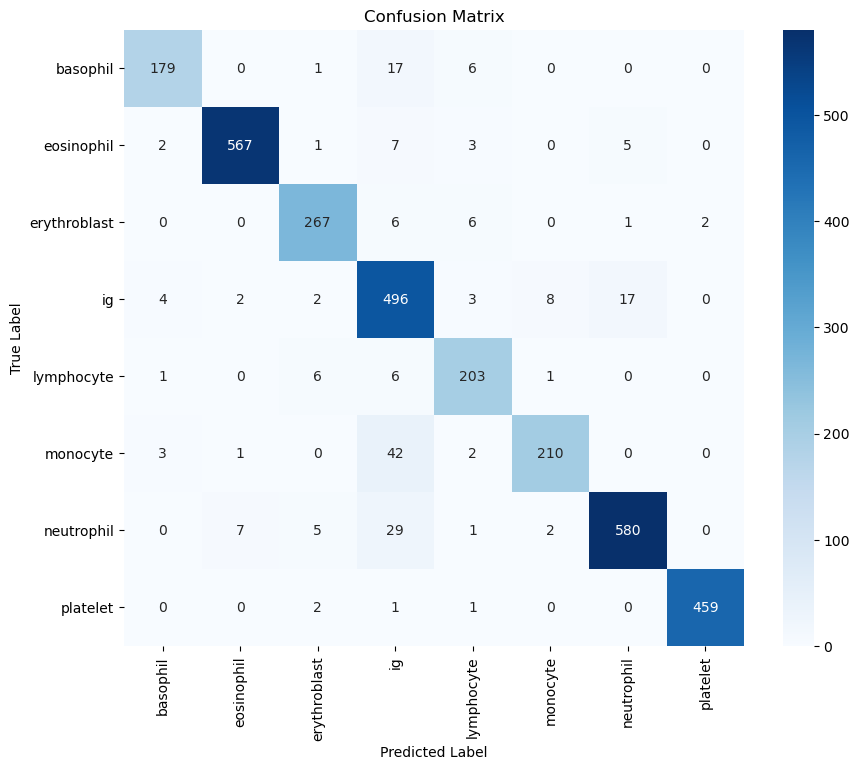 Confusion Matrix
True Label
basophil 179 0 1 17 6 0 0 0
eosinophil 2 567 1 7 3 0 5 0
erythroblast 0 0 267 6 6 0 1 2
ig 4 2 2 496 3 8 17 0
lymphocyte 1 0 6 6 203 1 0 0
monocyte 3 1 0 42 2 210 0 0
neutrophil 0 7 5 29 1 2 580 0
platelet 0 0 2 1 1 0 0 459
basophil eosinophil erythroblast ig lymphocyte monocyte neutrophil platelet
Predicted Label
500
400
300
200
100
0